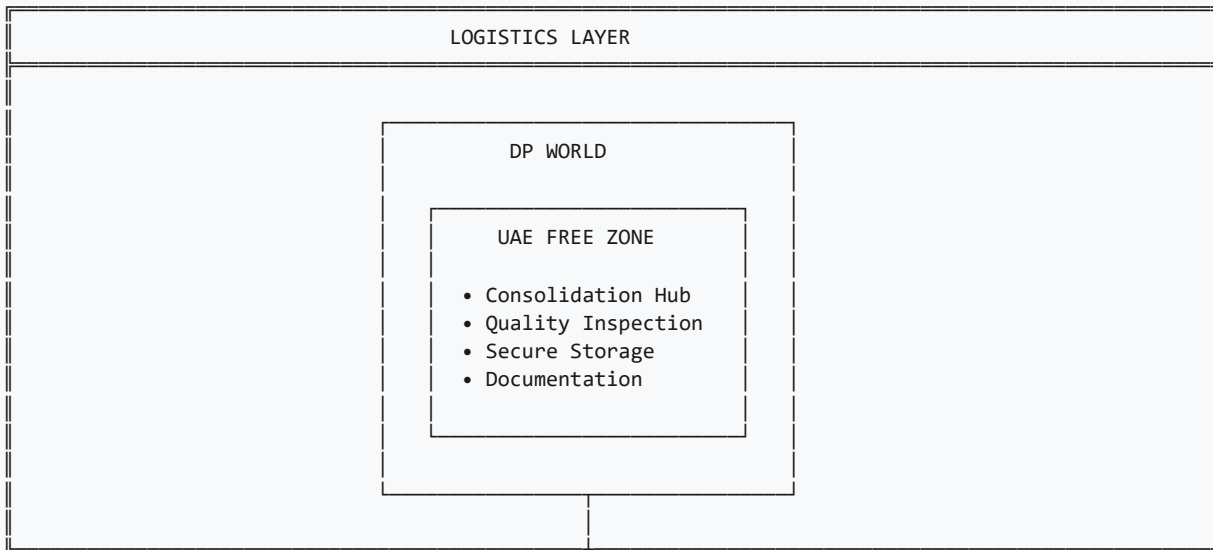 LOGISTICS LAYER
DP WORLD
UAE FREE ZONE
• Consolidation Hub
• Quality Inspection
• Secure Storage
• Documentation